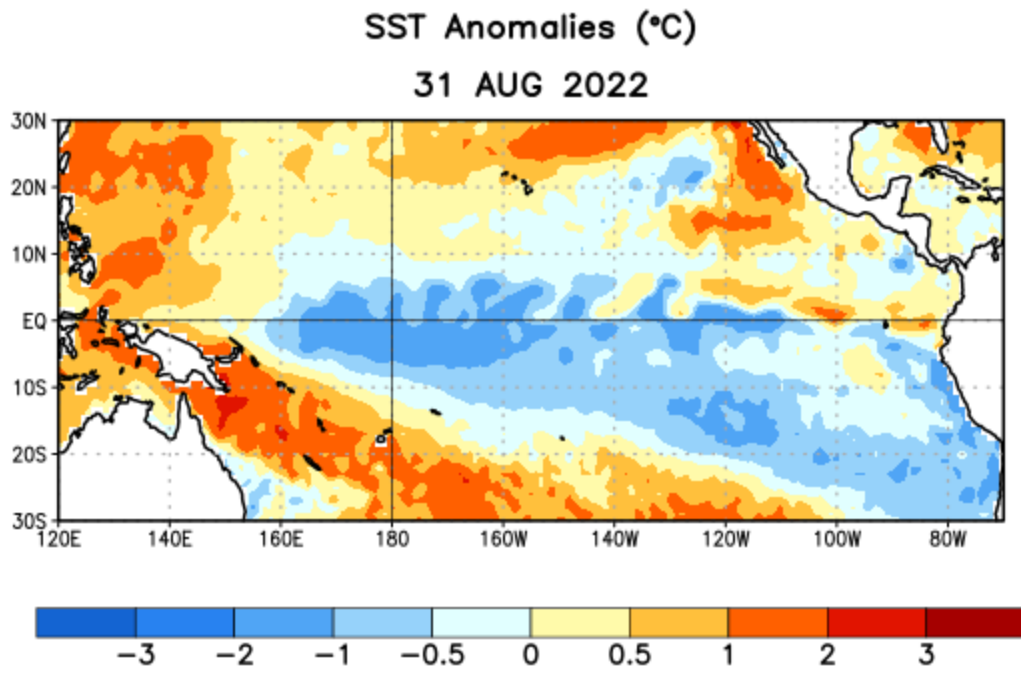 SST Anomalies (°C)
31 AUG 2022
30N
20N
10N
EQ
10S
20S
30S
120E 140E 160E 180 160W 140W 120W 100W 80W
−3 −2 −1 −0.5 0 0.5 1 2 3